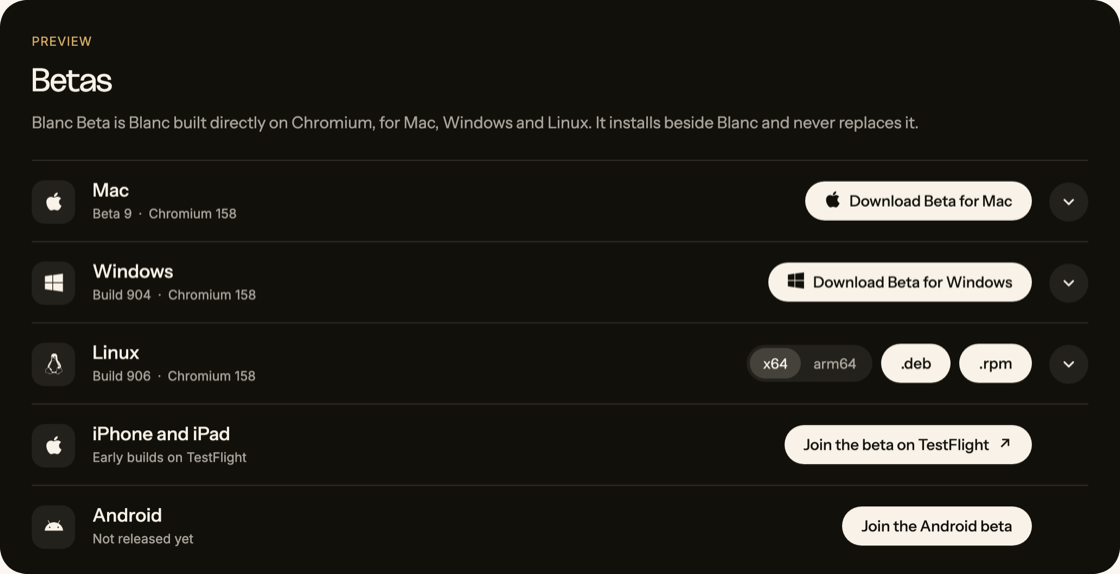 PREVIEW
Betas
Blanc Beta is Blanc built directly on Chromium, for Mac, Windows and Linux. It installs beside Blanc and never replaces it.
Mac
Beta 9 · Chromium 158
Download Beta for Mac
Windows
Build 904 · Chromium 158
Download Beta for Windows
Linux
Build 906 · Chromium 158
x64
arm64
.deb
.rpm
iPhone and iPad
Early builds on TestFlight
Join the beta on TestFlight ↗
Android
Not released yet
Join the Android beta